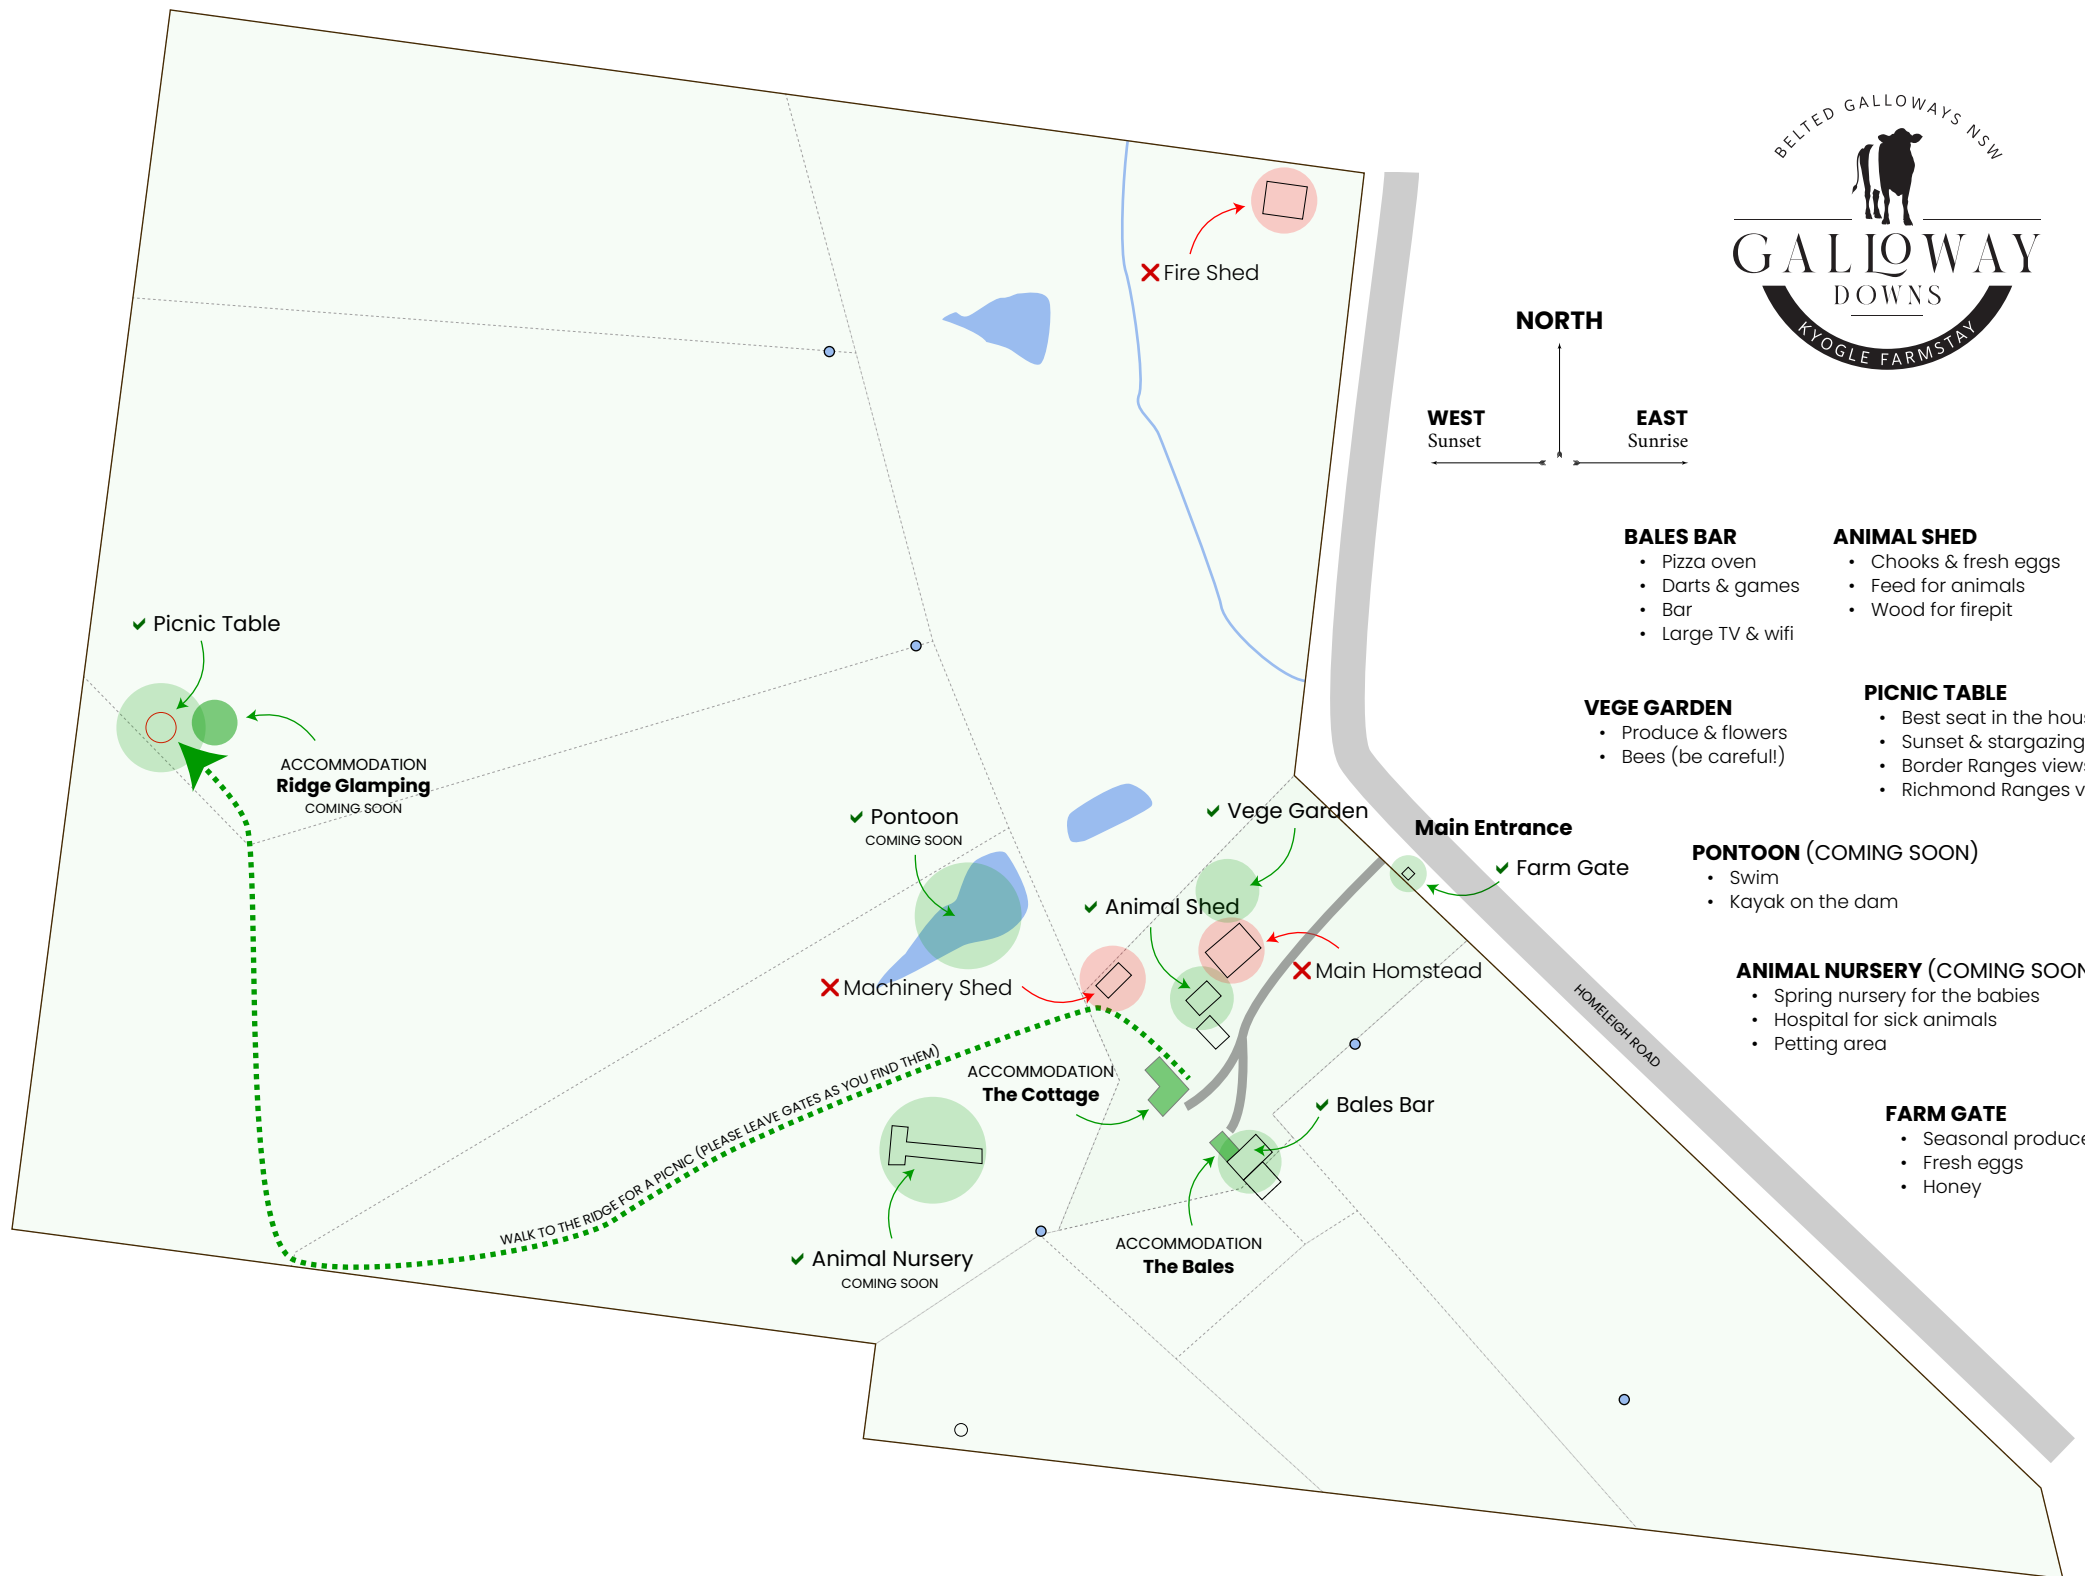 BELTED GALLOWAYS NSW
GALLOWAY
DOWNS
KYOGLE FARMSTAY
Fire Shed
NORTH
WEST
Sunset
EAST
Sunrise
BALES BAR
• Pizza oven
• Darts & games
• Bar
• Large TV & wifi
ANIMAL SHED
• Chooks & fresh eggs
• Feed for animals
• Wood for firepit
Picnic Table
ACCOMMODATION
Ridge Glamping
COMING SOON
VEGE GARDEN
• Produce & flowers
• Bees (be careful!)
PICNIC TABLE
• Best seat in the hou
• Sunset & stargazing
• Border Ranges views
• Richmond Ranges v
Pontoon
COMING SOON
Vege Garden
Main Entrance
Farm Gate
PONTOON (COMING SOON)
• Swim
• Kayak on the dam
Animal Shed
Machinery Shed
Main Homstead
ANIMAL NURSERY (COMING SOON
• Spring nursery for the babies
• Hospital for sick animals
• Petting area
HOMELEIGH ROAD
WALK TO THE RIDGE FOR A PICNIC (PLEASE LEAVE GATES AS YOU FIND THEM)
ACCOMMODATION
The Cottage
Bales Bar
FARM GATE
• Seasonal produce
• Fresh eggs
• Honey
Animal Nursery
COMING SOON
ACCOMMODATION
The Bales